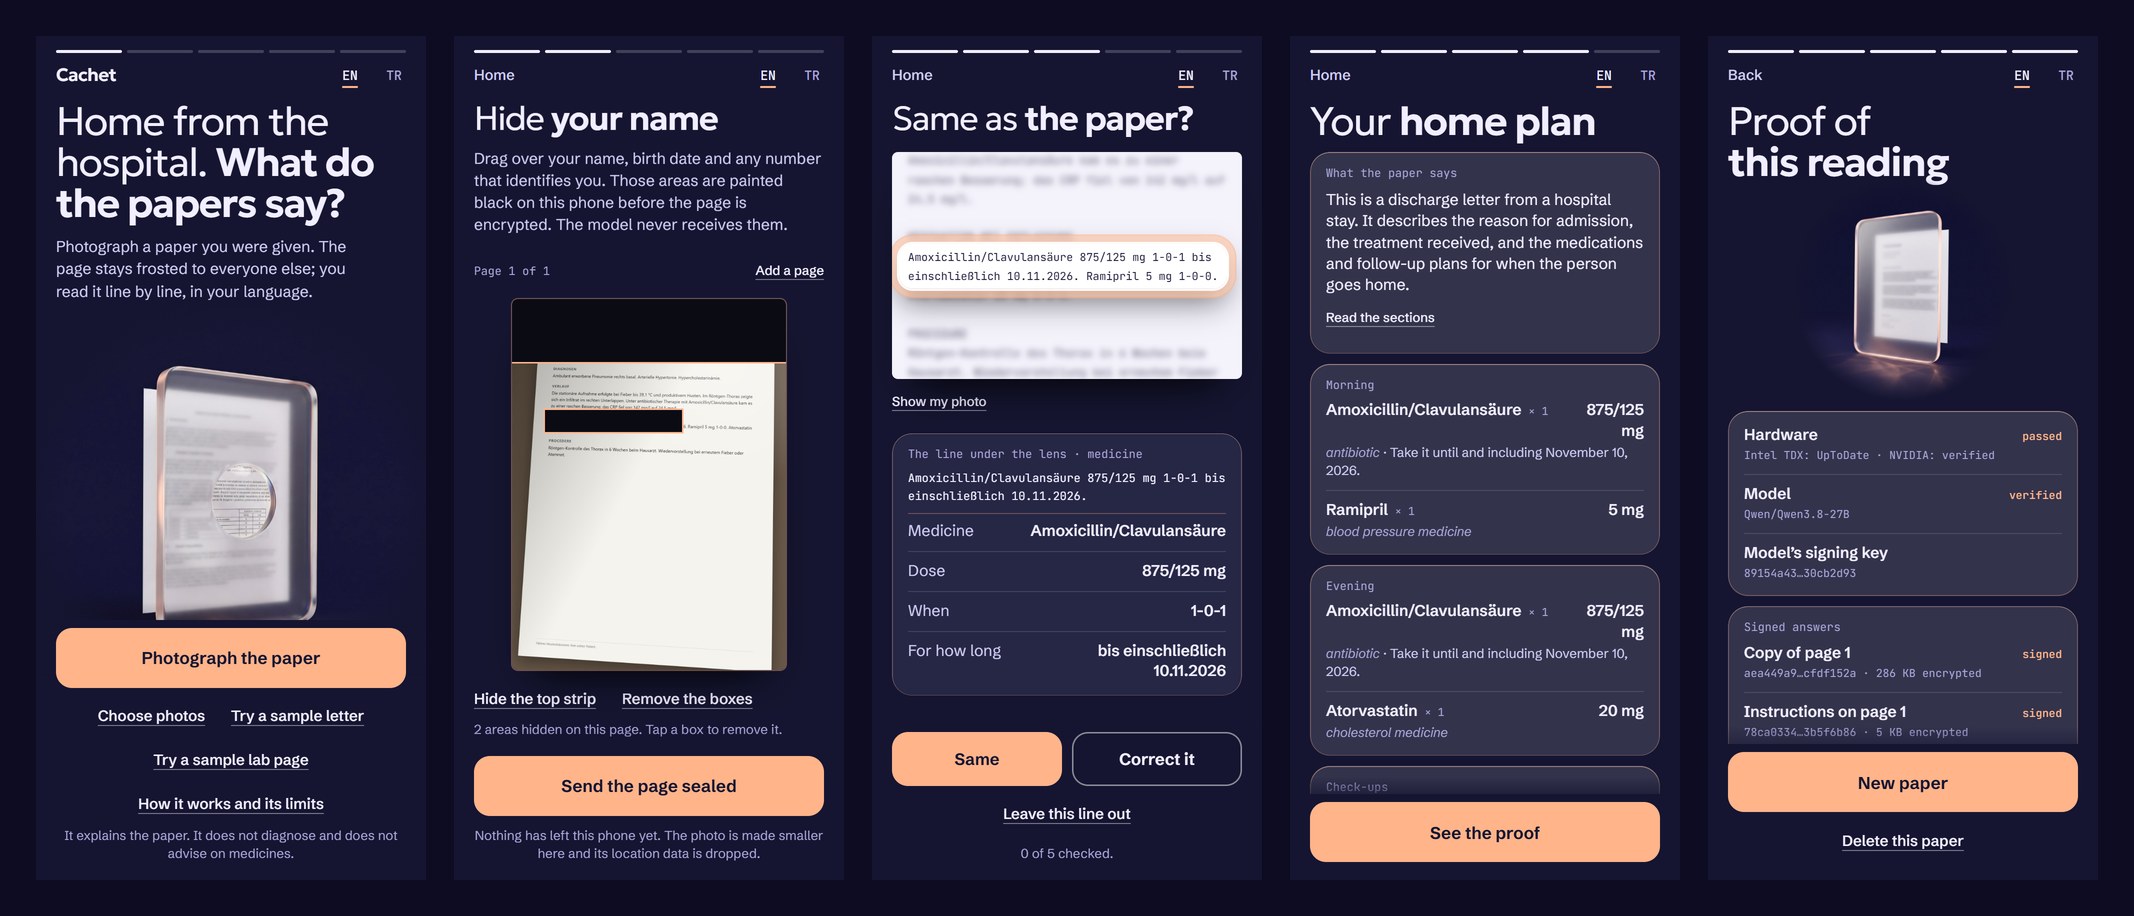 Cachet
EN TR
Home from the
hospital. What do
the papers say?
Photograph a paper you were given. The
page stays frosted to everyone else; you
read it line by line, in your language.
Photograph the paper
Choose photos Try a sample letter
Try a sample lab page
How it works and its limits
It explains the paper. It does not diagnose and does not
advise on medicines.
Home
EN TR
Hide your name
Drag over your name, birth date and any number
that identifies you. Those areas are painted
black on this phone before the page is
encrypted. The model never receives them.
Page 1 of 1 Add a page
Hide the top strip Remove the boxes
2 areas hidden on this page. Tap a box to remove it.
Send the page sealed
Nothing has left this phone yet. The photo is made smaller
here and its location data is dropped.
Home
EN TR
Same as the paper?
Amoxicillin/Clavulansäure 875/125 mg 1-0-1 bis
einschließlich 10.11.2026. Ramipril 5 mg 1-0-0.
Show my photo
The line under the lens · medicine
Amoxicillin/Clavulansäure 875/125 mg 1-0-1 bis
einschließlich 10.11.2026.
Medicine Amoxicillin/Clavulansäure
Dose 875/125 mg
When 1-0-1
For how long bis einschließlich
10.11.2026
Same Correct it
Leave this line out
0 of 5 checked.
Home
EN TR
Your home plan
What the paper says
This is a discharge letter from a hospital
stay. It describes the reason for admission,
the treatment received, and the medications
and follow-up plans for when the person
goes home.
Read the sections
Morning
Amoxicillin/Clavulansäure × 1 875/125
mg
antibiotic · Take it until and including November 10,
2026.
Ramipril × 1 5 mg
blood pressure medicine
Evening
Amoxicillin/Clavulansäure × 1 875/125
mg
antibiotic · Take it until and including November 10,
2026.
Atorvastatin × 1 20 mg
cholesterol medicine
Check-ups
See the proof
Back
EN TR
Proof of
this reading
Hardware passed
Intel TDX: UpToDate · NVIDIA: verified
Model verified
Qwen/Qwen3.8-27B
Model’s signing key
89154a43…30cb2d93
Signed answers
Copy of page 1 signed
aea449a9…cfdf152a · 286 KB encrypted
Instructions on page 1 signed
78ca0334…3b5f6b86 · 5 KB encrypted
New paper
Delete this paper